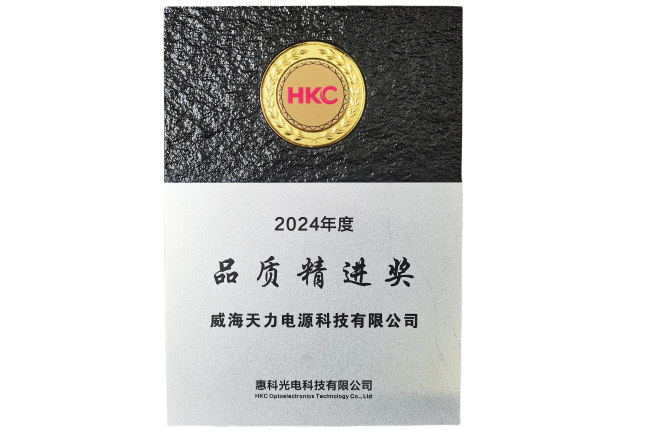 HKC
2024年度
品质精进奖
威海天力电源科技有限公司
惠科光电科技有限公司
HKC Optoelectronics Technology Co., Ltd